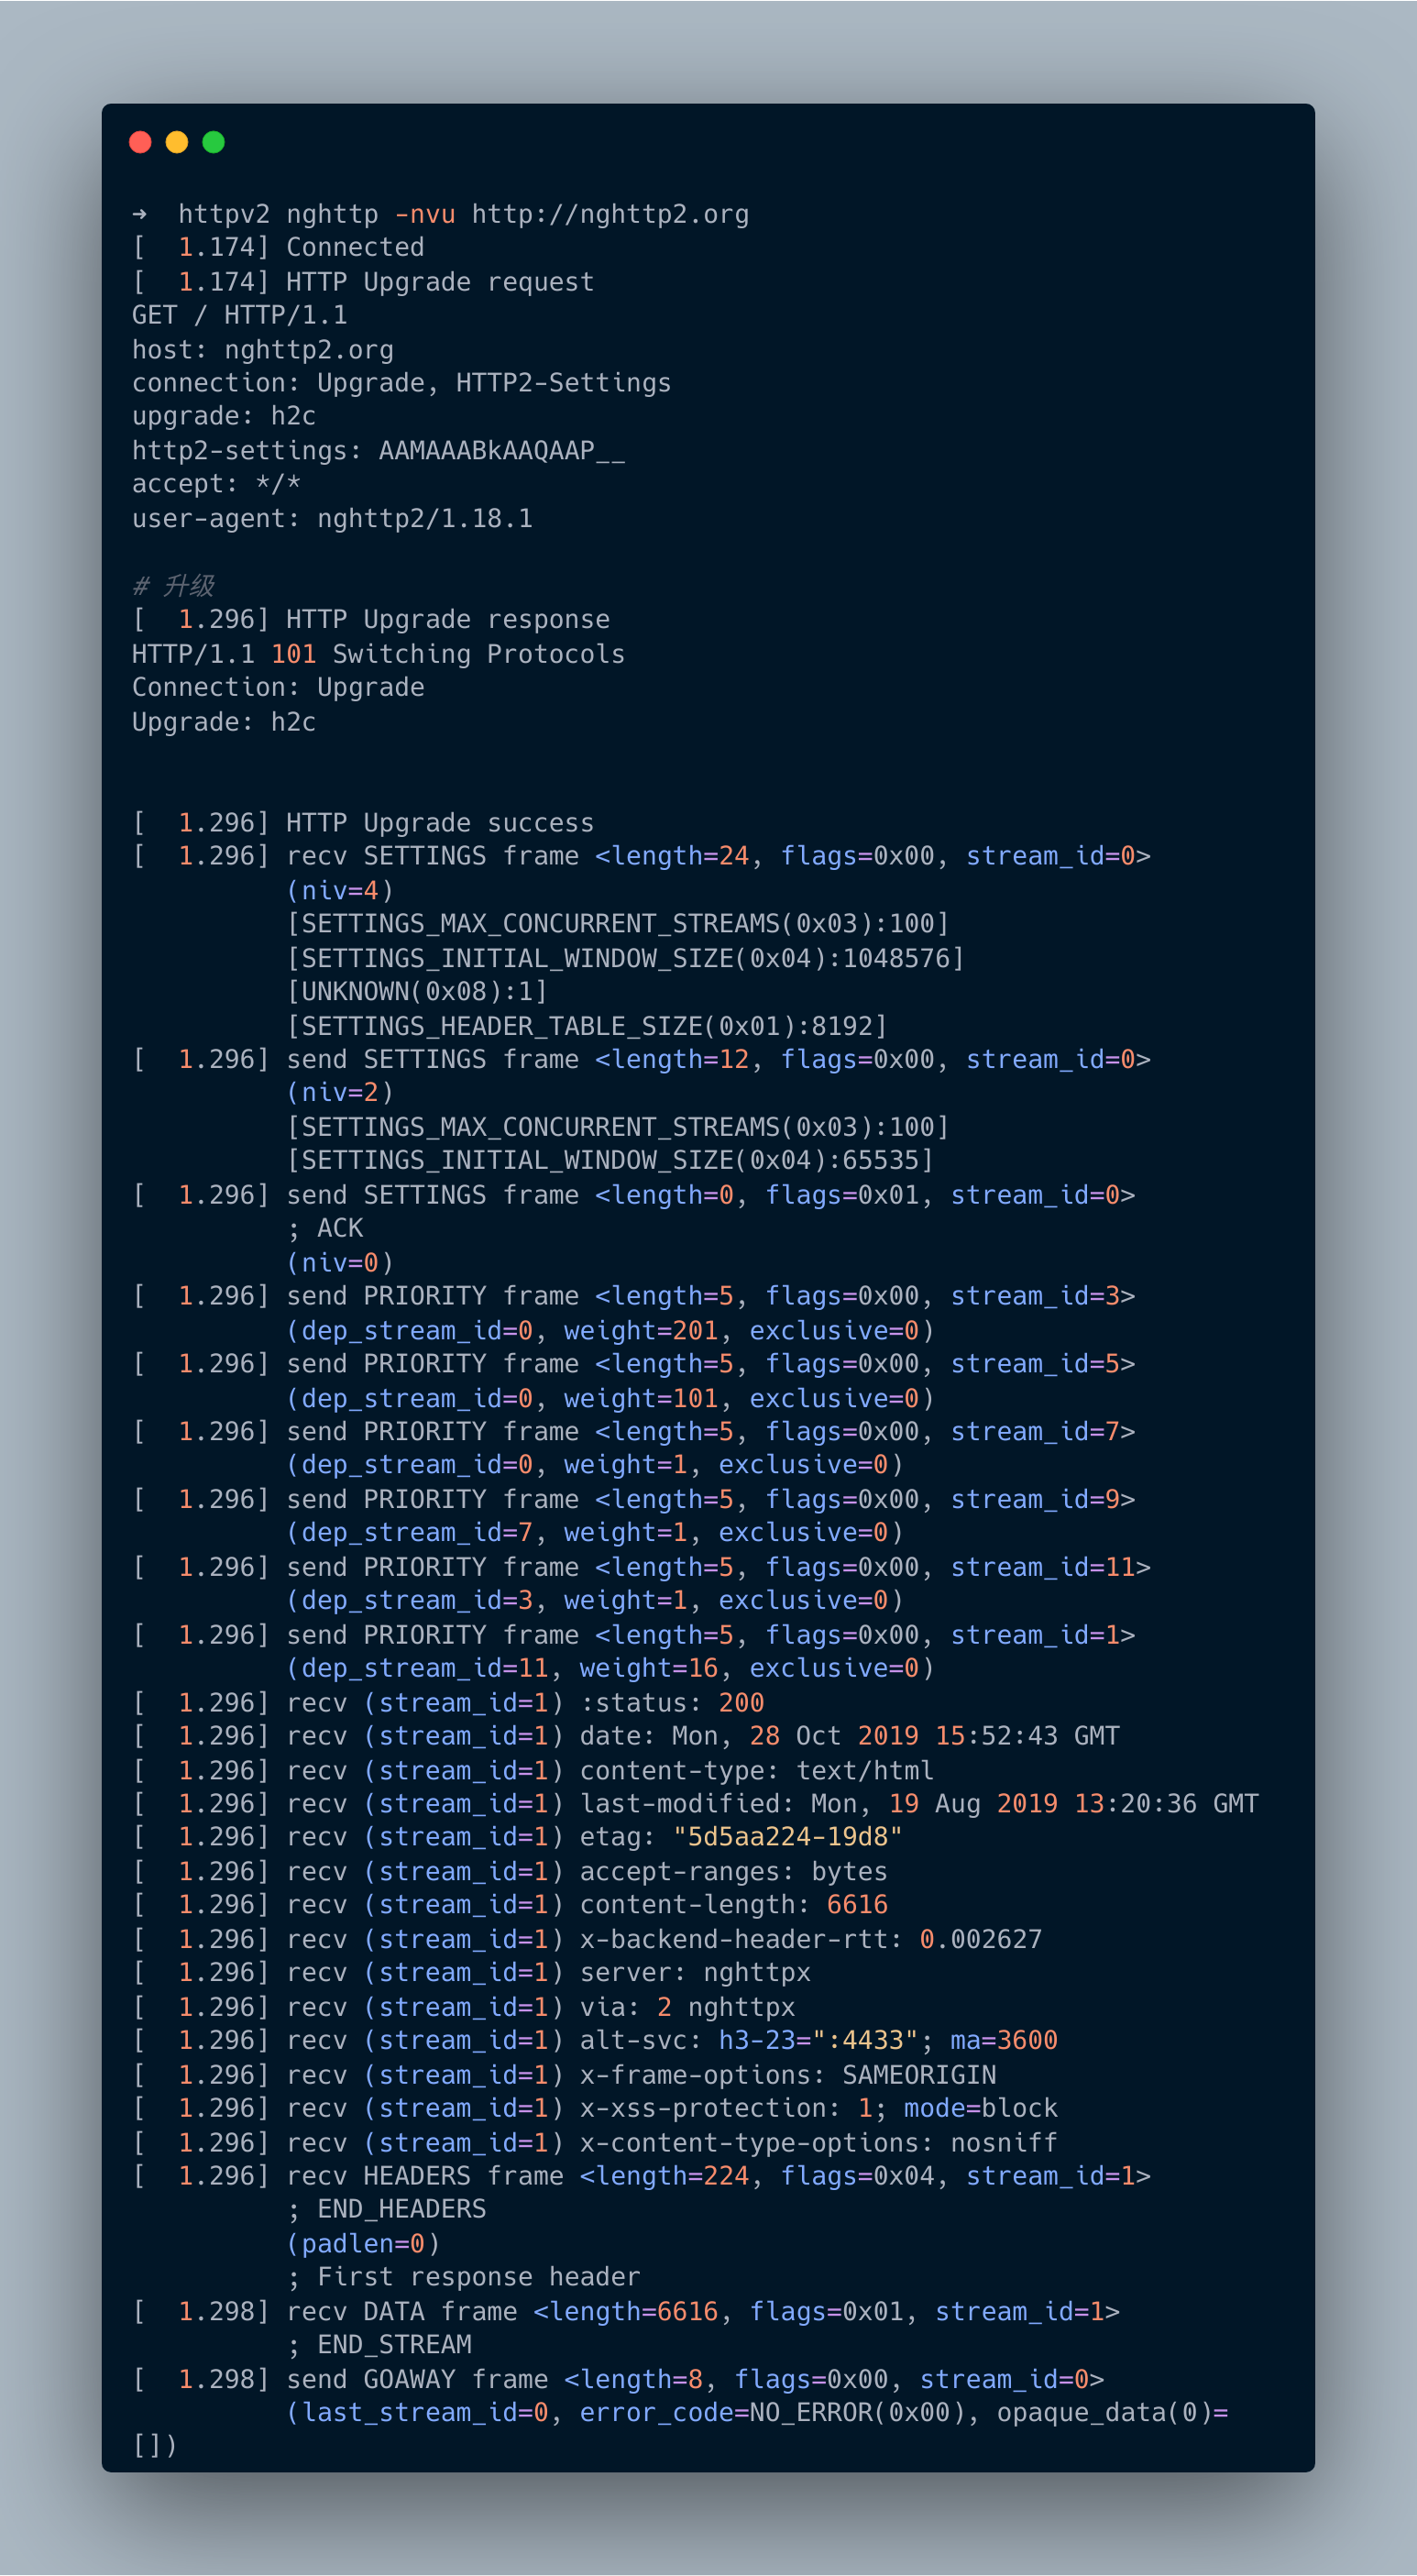 ➜  httpv2 nghttp -nvu http://nghttp2.org
[  1.174] Connected
[  1.174] HTTP Upgrade request
GET / HTTP/1.1
host: nghttp2.org
connection: Upgrade, HTTP2-Settings
upgrade: h2c
http2-settings: AAMAAABkAAQAAP__
accept: */*
user-agent: nghttp2/1.18.1

# 升级
[  1.296] HTTP Upgrade response
HTTP/1.1 101 Switching Protocols
Connection: Upgrade
Upgrade: h2c


[  1.296] HTTP Upgrade success
[  1.296] recv SETTINGS frame <length=24, flags=0x00, stream_id=0>
          (niv=4)
          [SETTINGS_MAX_CONCURRENT_STREAMS(0x03):100]
          [SETTINGS_INITIAL_WINDOW_SIZE(0x04):1048576]
          [UNKNOWN(0x08):1]
          [SETTINGS_HEADER_TABLE_SIZE(0x01):8192]
[  1.296] send SETTINGS frame <length=12, flags=0x00, stream_id=0>
          (niv=2)
          [SETTINGS_MAX_CONCURRENT_STREAMS(0x03):100]
          [SETTINGS_INITIAL_WINDOW_SIZE(0x04):65535]
[  1.296] send SETTINGS frame <length=0, flags=0x01, stream_id=0>
          ; ACK
          (niv=0)
[  1.296] send PRIORITY frame <length=5, flags=0x00, stream_id=3>
          (dep_stream_id=0, weight=201, exclusive=0)
[  1.296] send PRIORITY frame <length=5, flags=0x00, stream_id=5>
          (dep_stream_id=0, weight=101, exclusive=0)
[  1.296] send PRIORITY frame <length=5, flags=0x00, stream_id=7>
          (dep_stream_id=0, weight=1, exclusive=0)
[  1.296] send PRIORITY frame <length=5, flags=0x00, stream_id=9>
          (dep_stream_id=7, weight=1, exclusive=0)
[  1.296] send PRIORITY frame <length=5, flags=0x00, stream_id=11>
          (dep_stream_id=3, weight=1, exclusive=0)
[  1.296] send PRIORITY frame <length=5, flags=0x00, stream_id=1>
          (dep_stream_id=11, weight=16, exclusive=0)
[  1.296] recv (stream_id=1) :status: 200
[  1.296] recv (stream_id=1) date: Mon, 28 Oct 2019 15:52:43 GMT
[  1.296] recv (stream_id=1) content-type: text/html
[  1.296] recv (stream_id=1) last-modified: Mon, 19 Aug 2019 13:20:36 GMT
[  1.296] recv (stream_id=1) etag: "5d5aa224-19d8"
[  1.296] recv (stream_id=1) accept-ranges: bytes
[  1.296] recv (stream_id=1) content-length: 6616
[  1.296] recv (stream_id=1) x-backend-header-rtt: 0.002627
[  1.296] recv (stream_id=1) server: nghttpx
[  1.296] recv (stream_id=1) via: 2 nghttpx
[  1.296] recv (stream_id=1) alt-svc: h3-23=":4433"; ma=3600
[  1.296] recv (stream_id=1) x-frame-options: SAMEORIGIN
[  1.296] recv (stream_id=1) x-xss-protection: 1; mode=block
[  1.296] recv (stream_id=1) x-content-type-options: nosniff
[  1.296] recv HEADERS frame <length=224, flags=0x04, stream_id=1>
          ; END_HEADERS
          (padlen=0)
          ; First response header
[  1.298] recv DATA frame <length=6616, flags=0x01, stream_id=1>
          ; END_STREAM
[  1.298] send GOAWAY frame <length=8, flags=0x00, stream_id=0>
          (last_stream_id=0, error_code=NO_ERROR(0x00), opaque_data(0)=
[])